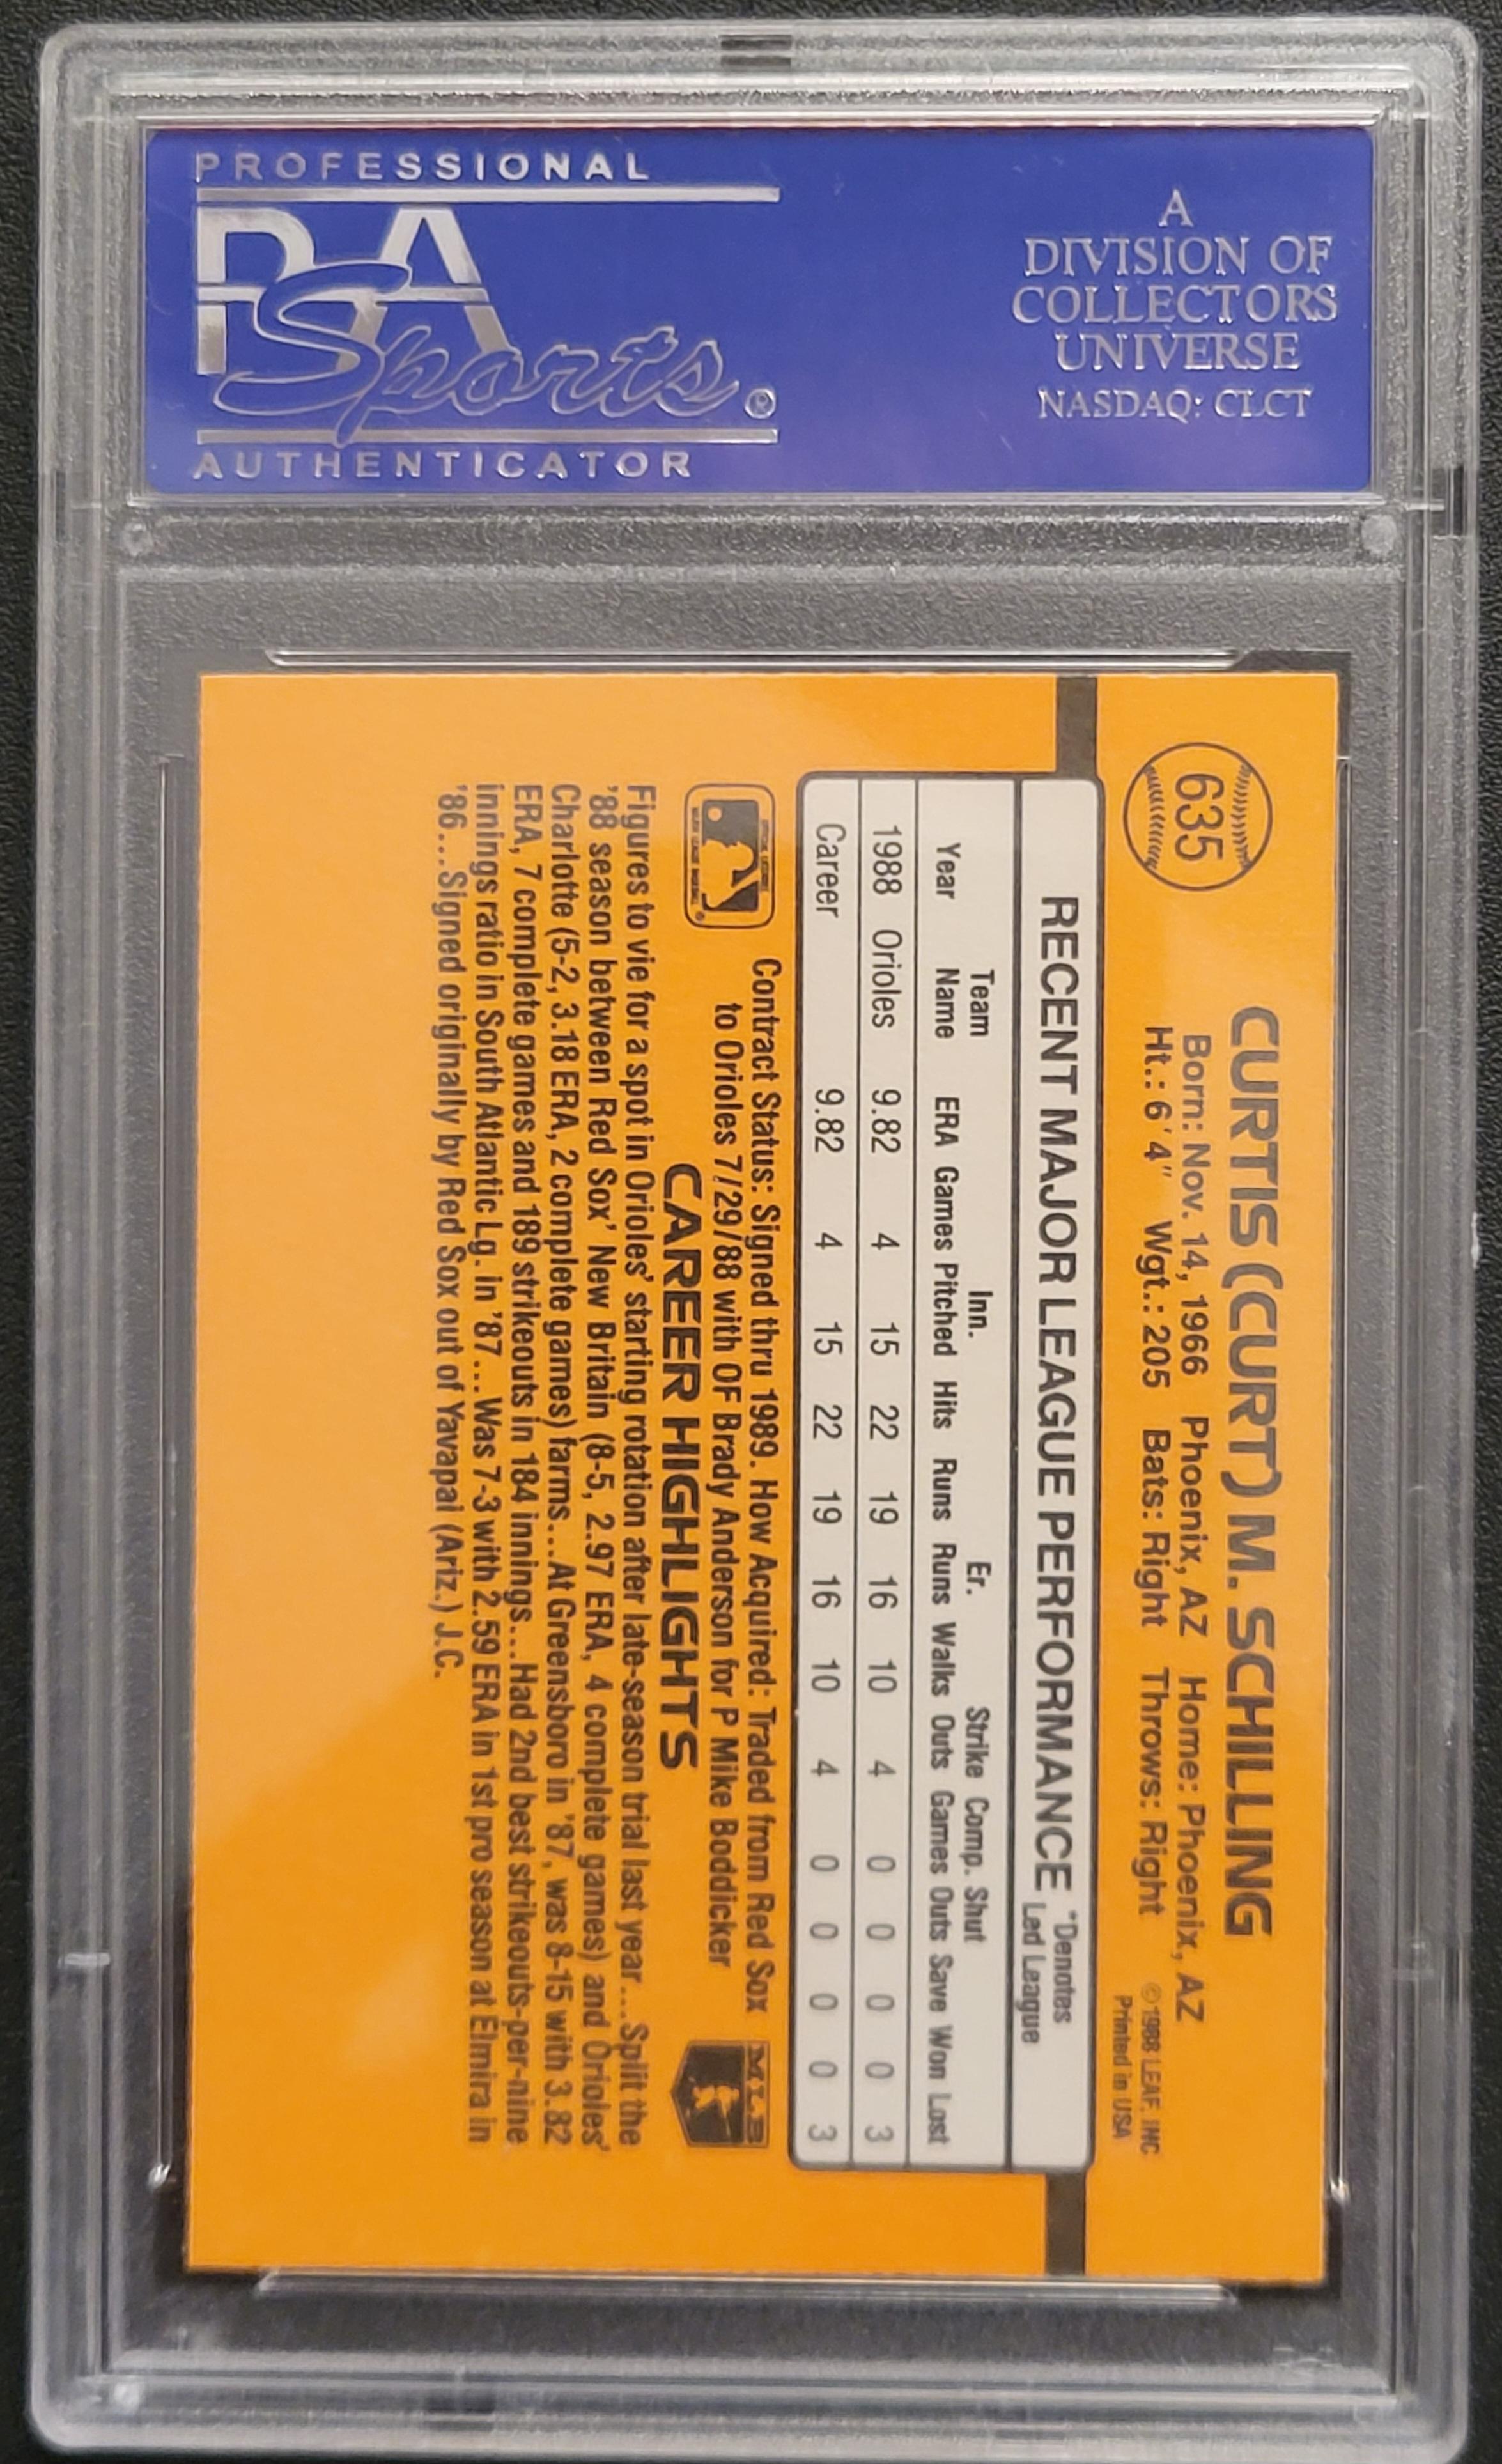 PROFESSIONAL
PSA
Sports®
AUTHENTICATOR
A
DIVISION OF
COLLECTORS
UNIVERSE
NASDAQ: CLCT
635
CURTIS (CURT) M. SCHILLING
Born: Nov. 14, 1966 Phoenix, AZ Home: Phoenix, AZ
Ht.: 6'4" Wgt.: 205 Bats: Right Throws: Right
©1988 LEAF, INC
Printed in USA
RECENT MAJOR LEAGUE PERFORMANCE *Denotes
Led League
Team Inn. Er. Strike Comp. Shut
Year Name ERA Games Pitched Hits Runs Runs Walks Outs Games Outs Save Won Lost
1988 Orioles 9.82 4 15 22 19 16 10 4 0 0 0 0 3
Career 9.82 4 15 22 19 16 10 4 0 0 0 0 3
Contract Status: Signed thru 1989. How Acquired: Traded from Red Sox
to Orioles 7/29/88 with OF Brady Anderson for P Mike Boddicker
MLB
CAREER HIGHLIGHTS
Figures to vie for a spot in Orioles' starting rotation after late-season trial last year...Split the
'88 season between Red Sox' New Britain (8-5, 2.97 ERA, 4 complete games) and Orioles'
Charlotte (5-2, 3.18 ERA, 2 complete games) farms...At Greensboro in '87, was 8-15 with 3.82
ERA, 7 complete games and 189 strikeouts in 184 innings...Had 2nd best strikeouts-per-nine
innings ratio in South Atlantic Lg. in '87...Was 7-3 with 2.59 ERA in 1st pro season at Elmira in
'86...Signed originally by Red Sox out of Yavapai (Ariz.) J.C.